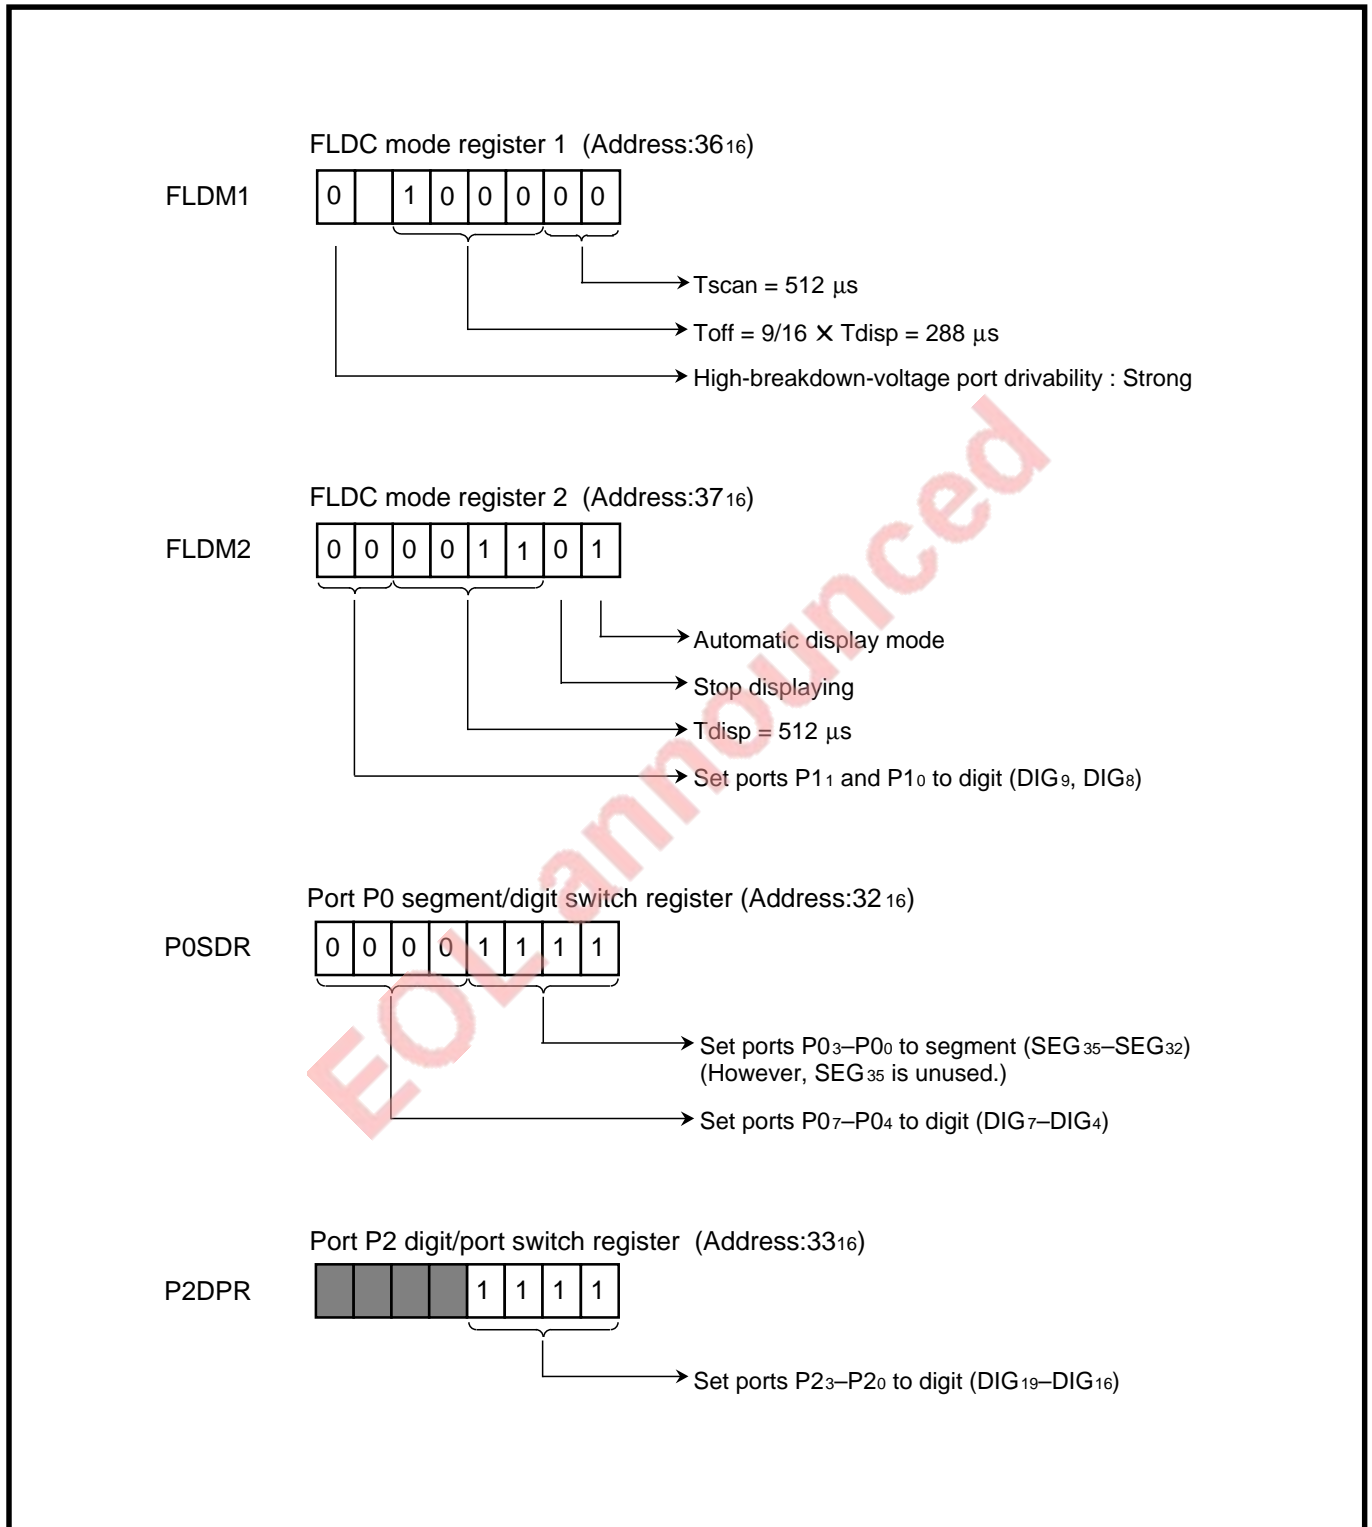 FLDC mode register 1 (Address:3616)
FLDM1 0 1 0 0 0 0 0
Tscan = 512 μs
Toff = 9/16 ✕ Tdisp = 288 μs
High-breakdown-voltage port drivability : Strong
FLDC mode register 2 (Address:3716)
FLDM2 0 0 0 0 1 1 0 1
Automatic display mode
Stop displaying
Tdisp = 512 μs
Set ports P11 and P10 to digit (DIG9, DIG8)
Port P0 segment/digit switch register (Address:3216)
P0SDR 0 0 0 0 1 1 1 1
Set ports P03–P00 to segment (SEG35–SEG32)
(However, SEG35 is unused.)
Set ports P07–P04 to digit (DIG7–DIG4)
Port P2 digit/port switch register (Address:3316)
P2DPR 1 1 1 1
Set ports P23–P20 to digit (DIG19–DIG16)
EOL announced